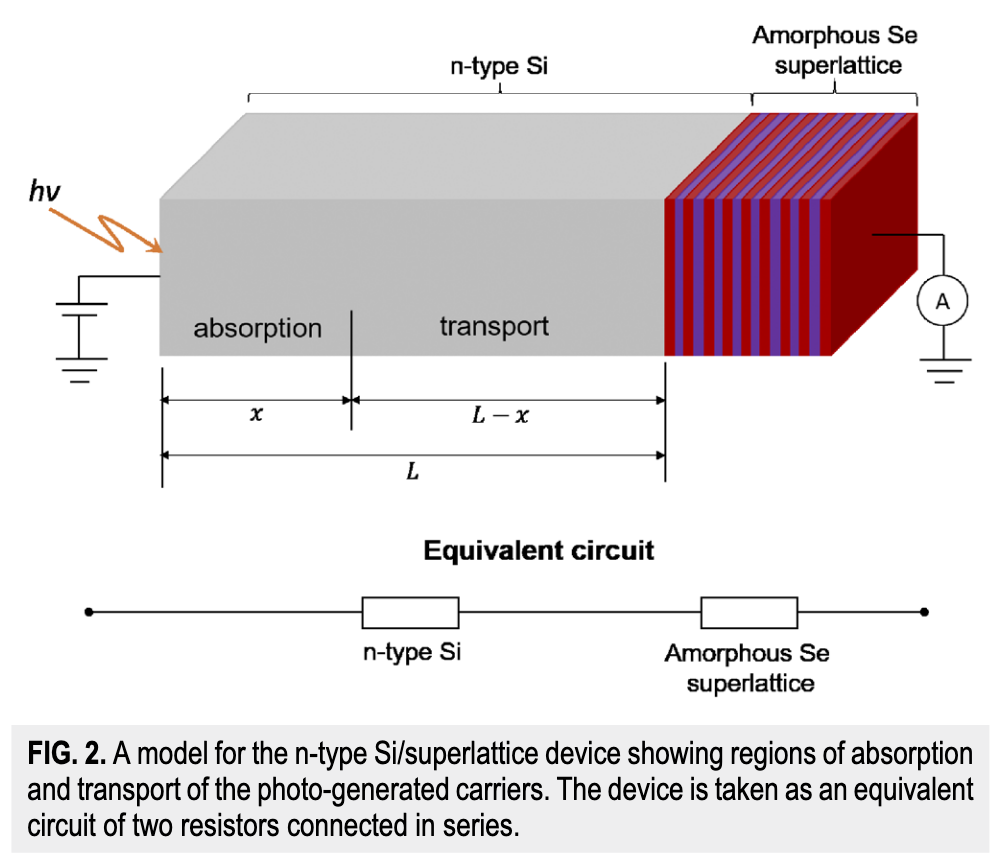 Amorphous Se
superlattice
n-type Si
hν
A
absorption
transport
x
L − x
L
Equivalent circuit
n-type Si
Amorphous Se
superlattice
FIG. 2. A model for the n-type Si/superlattice device showing regions of absorption
and transport of the photo-generated carriers. The device is taken as an equivalent
circuit of two resistors connected in series.